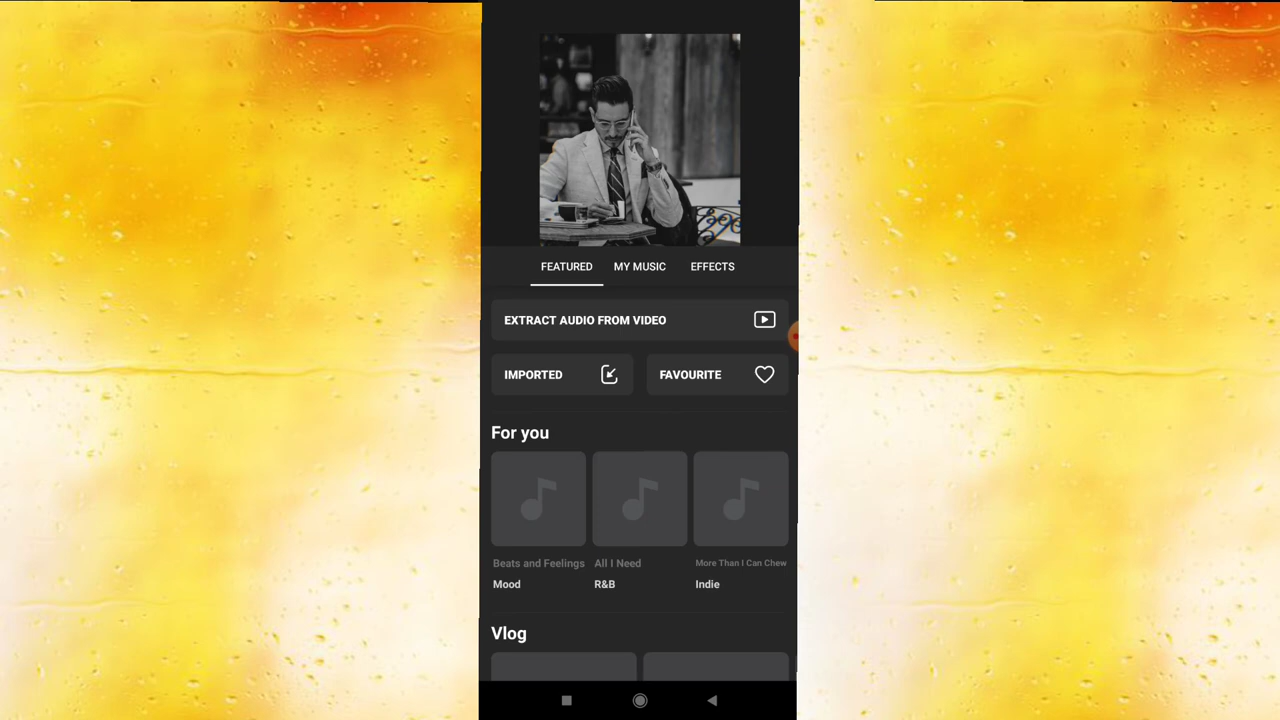 FEATURED MY MUSIC EFFECTS
EXTRACT AUDIO FROM VIDEO
IMPORTED FAVOURITE
For you
Beats and Feelings All I Need More Than I Can Chew
Mood R&B Indie
Vlog